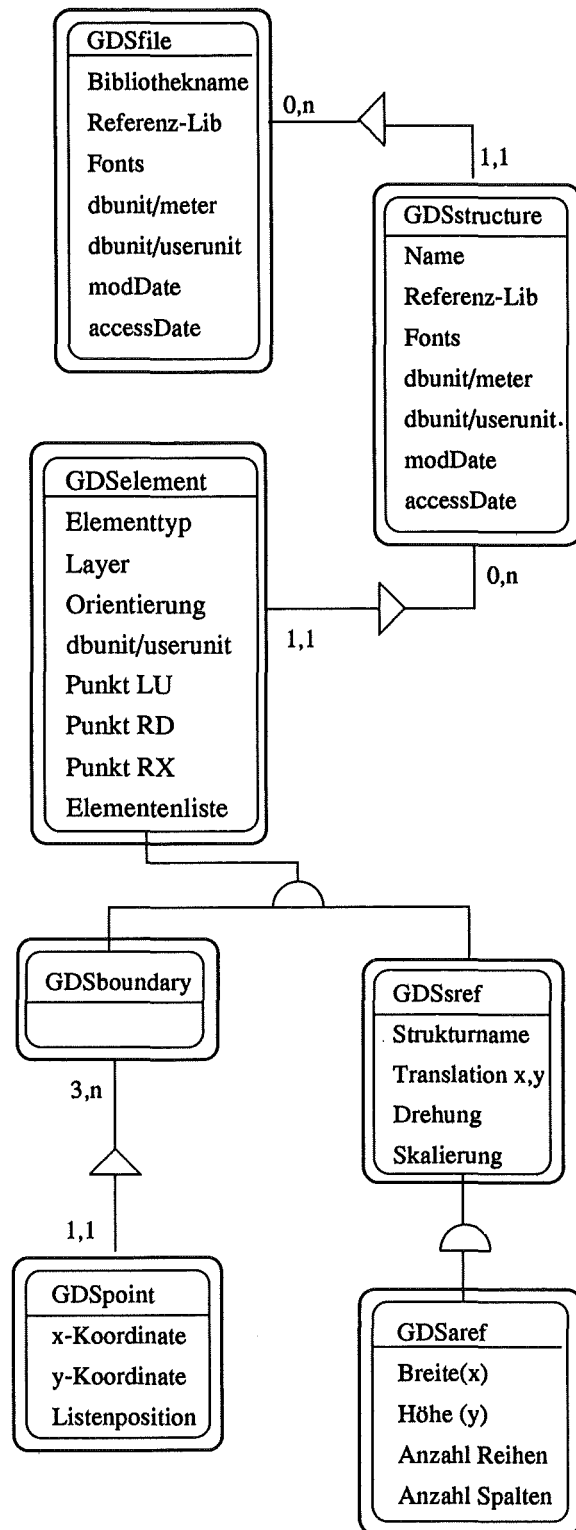 GDSfile
Bibliothekname
Referenz-Lib
Fonts
dbunit/meter
dbunit/userunit
modDate
accessDate
0,n
1,1
GDSstructure
Name
Referenz-Lib
Fonts
dbunit/meter
dbunit/userunit.
modDate
accessDate
0,n
GDSelement
Elementtyp
Layer
Orientierung
dbunit/userunit
Punkt LU
Punkt RD
Punkt RX
Elementenliste
1,1
GDSboundary
3,n
1,1
GDSpoint
x-Koordinate
y-Koordinate
Listenposition
GDSsref
Strukturname
Translation x,y
Drehung
Skalierung
GDSaref
Breite(x)
Höhe (y)
Anzahl Reihen
Anzahl Spalten